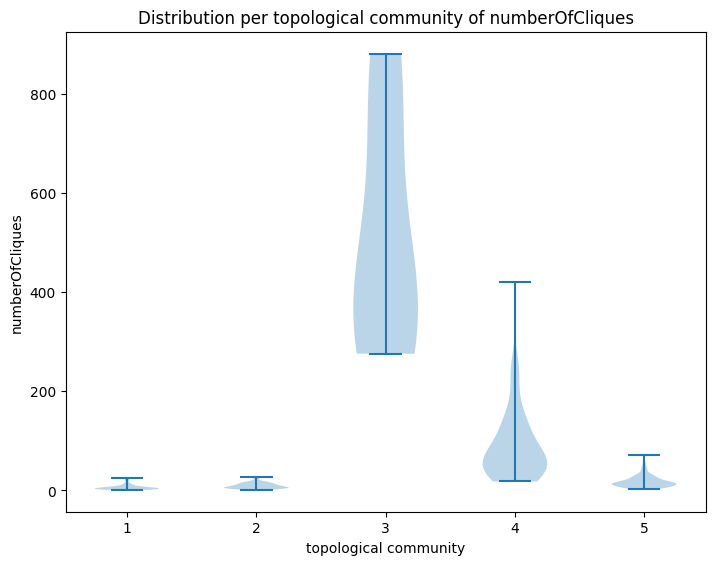 Distribution per topological community of numberOfCliques
numberOfCliques
800
600
400
200
0
1 2 3 4 5
topological community